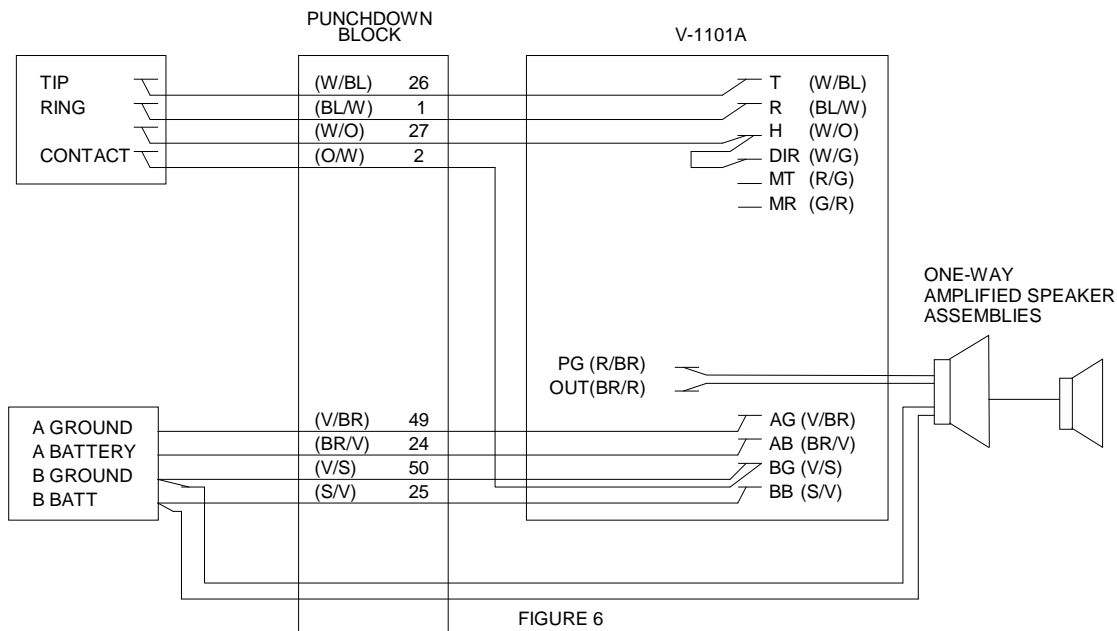 PUNCHDOWN
BLOCK
V-1101A
TIP
RING
CONTACT
(W/BL) 26
(BL/W) 1
(W/O) 27
(O/W) 2
T (W/BL)
R (BL/W)
H (W/O)
DIR (W/G)
MT (R/G)
MR (G/R)
ONE-WAY
AMPLIFIED SPEAKER
ASSEMBLIES
PG (R/BR)
OUT(BR/R)
A GROUND
A BATTERY
B GROUND
B BATT
(V/BR) 49
(BR/V) 24
(V/S) 50
(S/V) 25
AG (V/BR)
AB (BR/V)
BG (V/S)
BB (S/V)
FIGURE 6